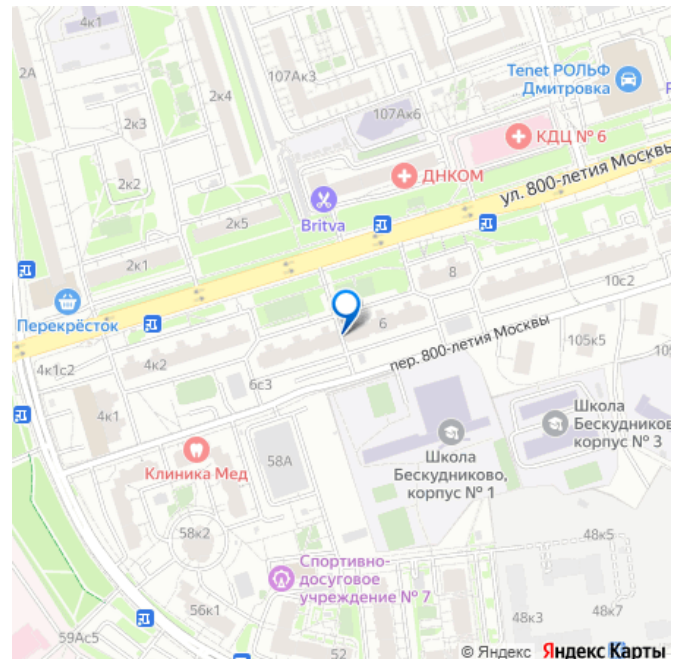 4к1
2А
107Ак3
2к4
Tenet РОЛЬФ
Дмитровка
107Ак6
2к3
КДЦ № 6
ДНКОМ
2к2
ул. 800-летия Москвы
Britva
2к5
2к1
8
10с2
Перекрёсток
6
пер. 800-летия Москвы
105к5
4к1с2
4к2
6с3
4к1
Школа
Бескудниково
корпус № 3
Клиника Мед
58А
Школа
Бескудниково,
корпус № 1
58к2
48к5
Спортивно-
досуговое
учреждение № 7
56к1
48к3
48к7
59Ас5
52
© Яндекс Яндекс Карты